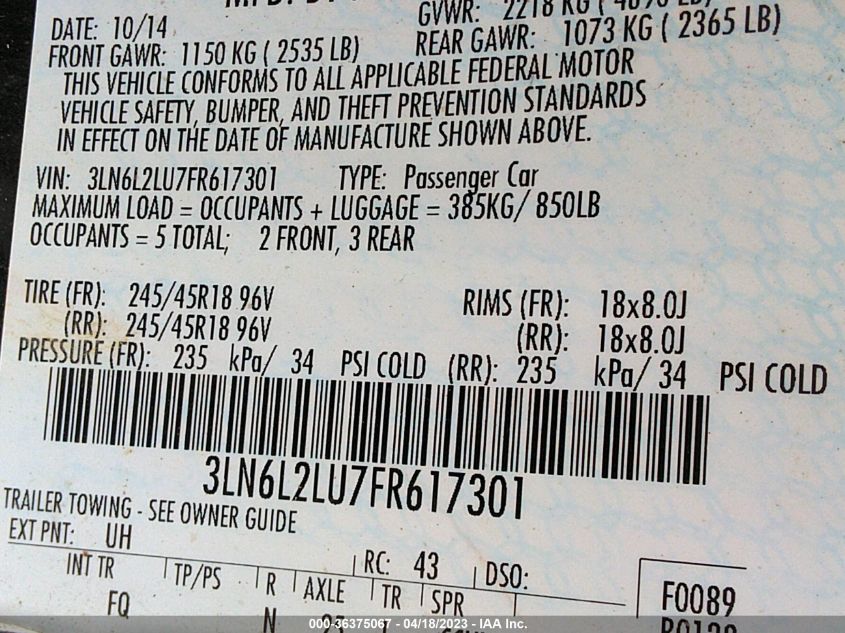 GVWR: 2218 KG
DATE: 10/14
FRONT GAWR: 1150 KG ( 2535 LB) REAR GAWR: 1073 KG ( 2365 LB)
THIS VEHICLE CONFORMS TO ALL APPLICABLE FEDERAL MOTOR
VEHICLE SAFETY, BUMPER, AND THEFT PREVENTION STANDARDS
IN EFFECT ON THE DATE OF MANUFACTURE SHOWN ABOVE.
VIN: 3LN6L2LU7FR617301 TYPE: Passenger Car
MAXIMUM LOAD = OCCUPANTS + LUGGAGE = 385KG/ 850LB
OCCUPANTS = 5 TOTAL; 2 FRONT, 3 REAR
TIRE (FR): 245/45R18 96V RIMS (FR): 18x8.0J
(RR): 245/45R18 96V (RR): 18x8.0J
PRESSURE (FR): 235 kPa/ 34 PSI COLD (RR): 235 kPa/ 34 PSI COLD
3LN6L2LU7FR617301
TRAILER TOWING - SEE OWNER GUIDE
EXT PNT: UH RC: 43 DSO:
INT TR TP/PS R AXLE TR SPR F0089
FQ N
000-36375067 - 04/18/2023 - IAA Inc.